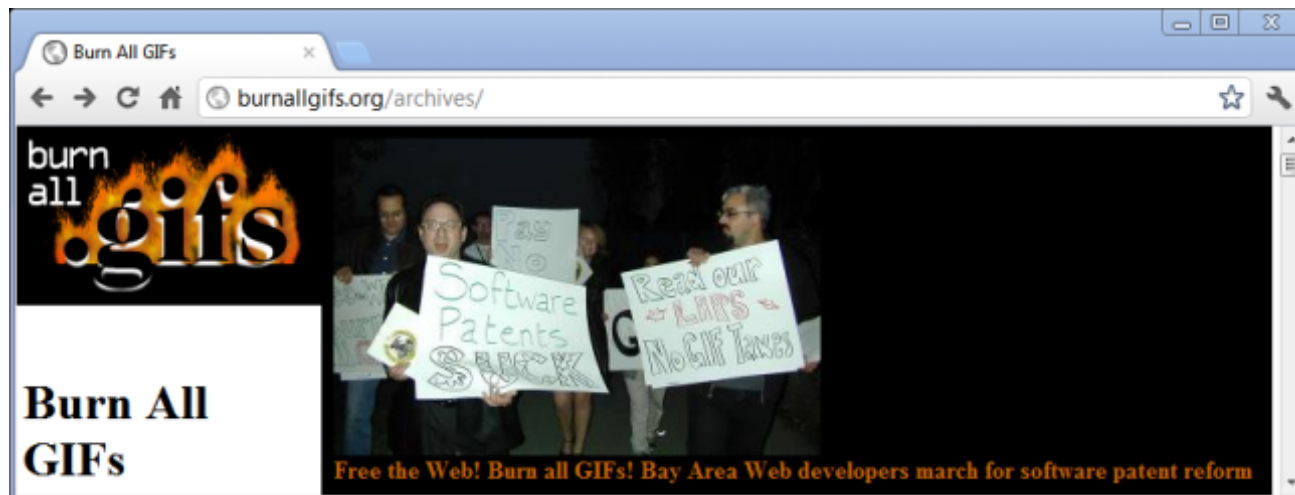 Burn All GIFs
burnallgifs.org/archives/
burn
all
.gifs
Pay
No
Software
Patents
SUCK
G
Read our
LIPS
No GIF Taxes
Burn All
GIFs
Free the Web! Burn all GIFs! Bay Area Web developers march for software patent reform